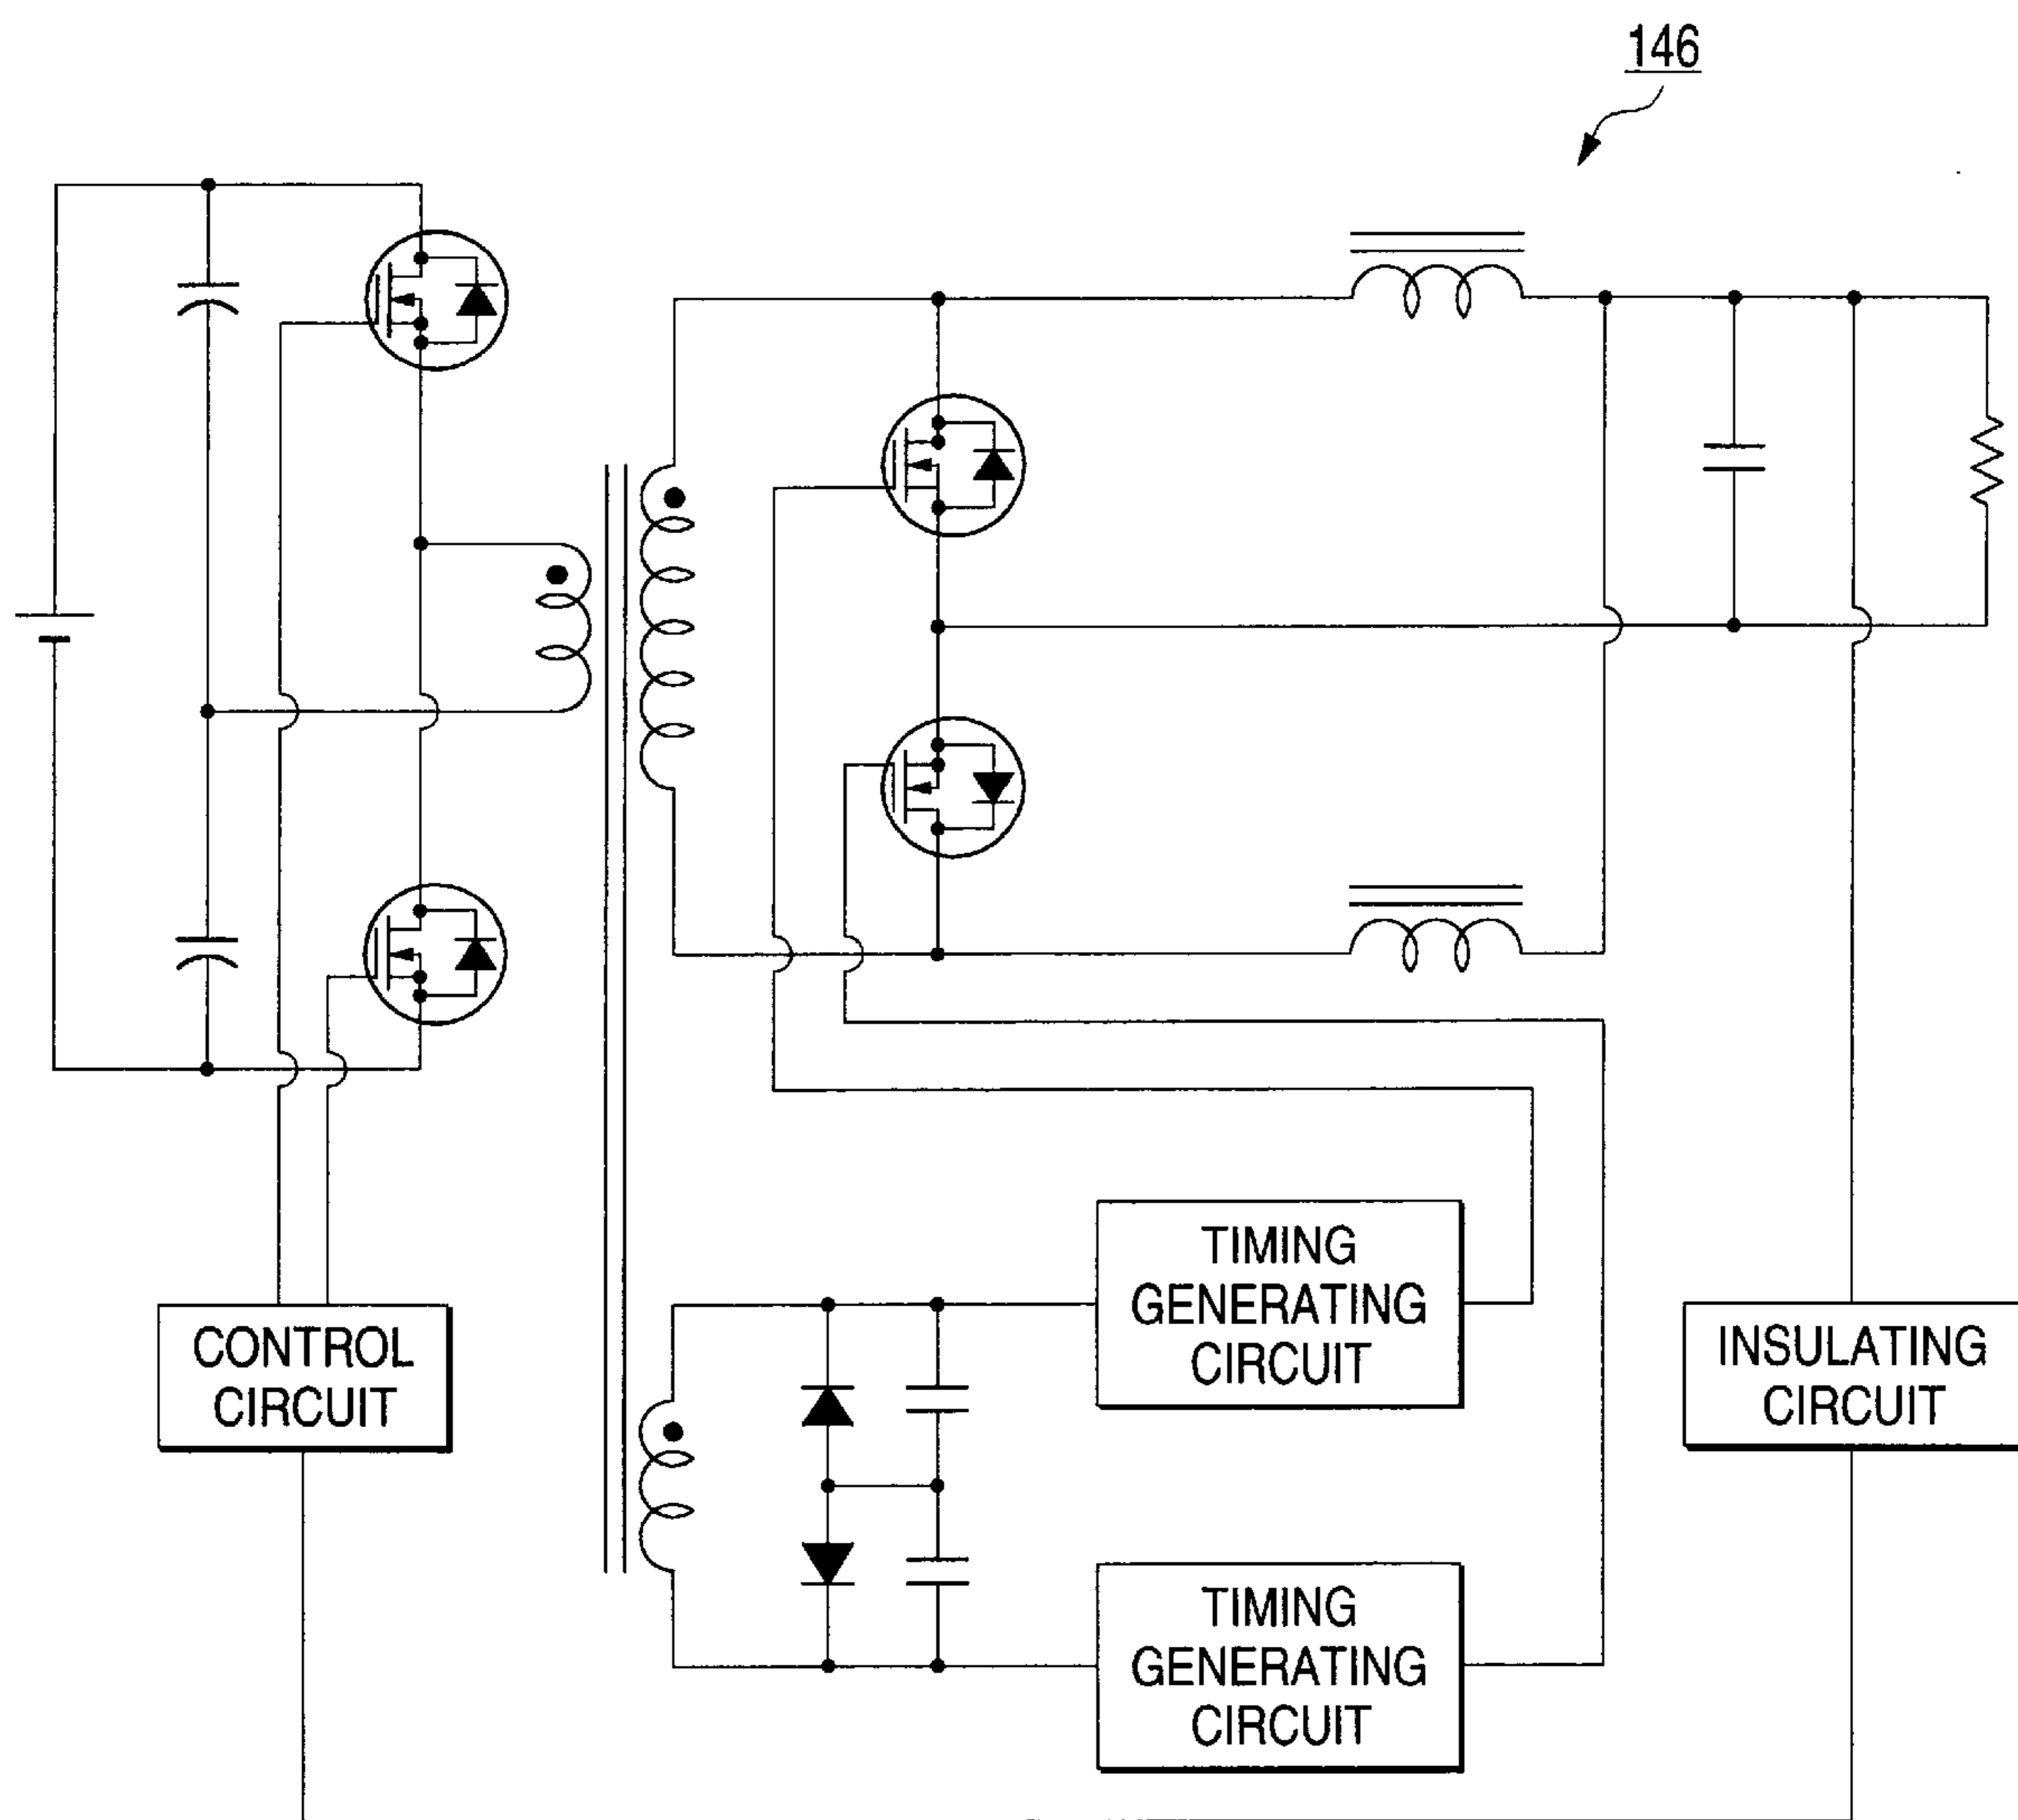 146
TIMING
GENERATING
CIRCUIT
CONTROL
CIRCUIT
INSULATING
CIRCUIT
TIMING
GENERATING
CIRCUIT